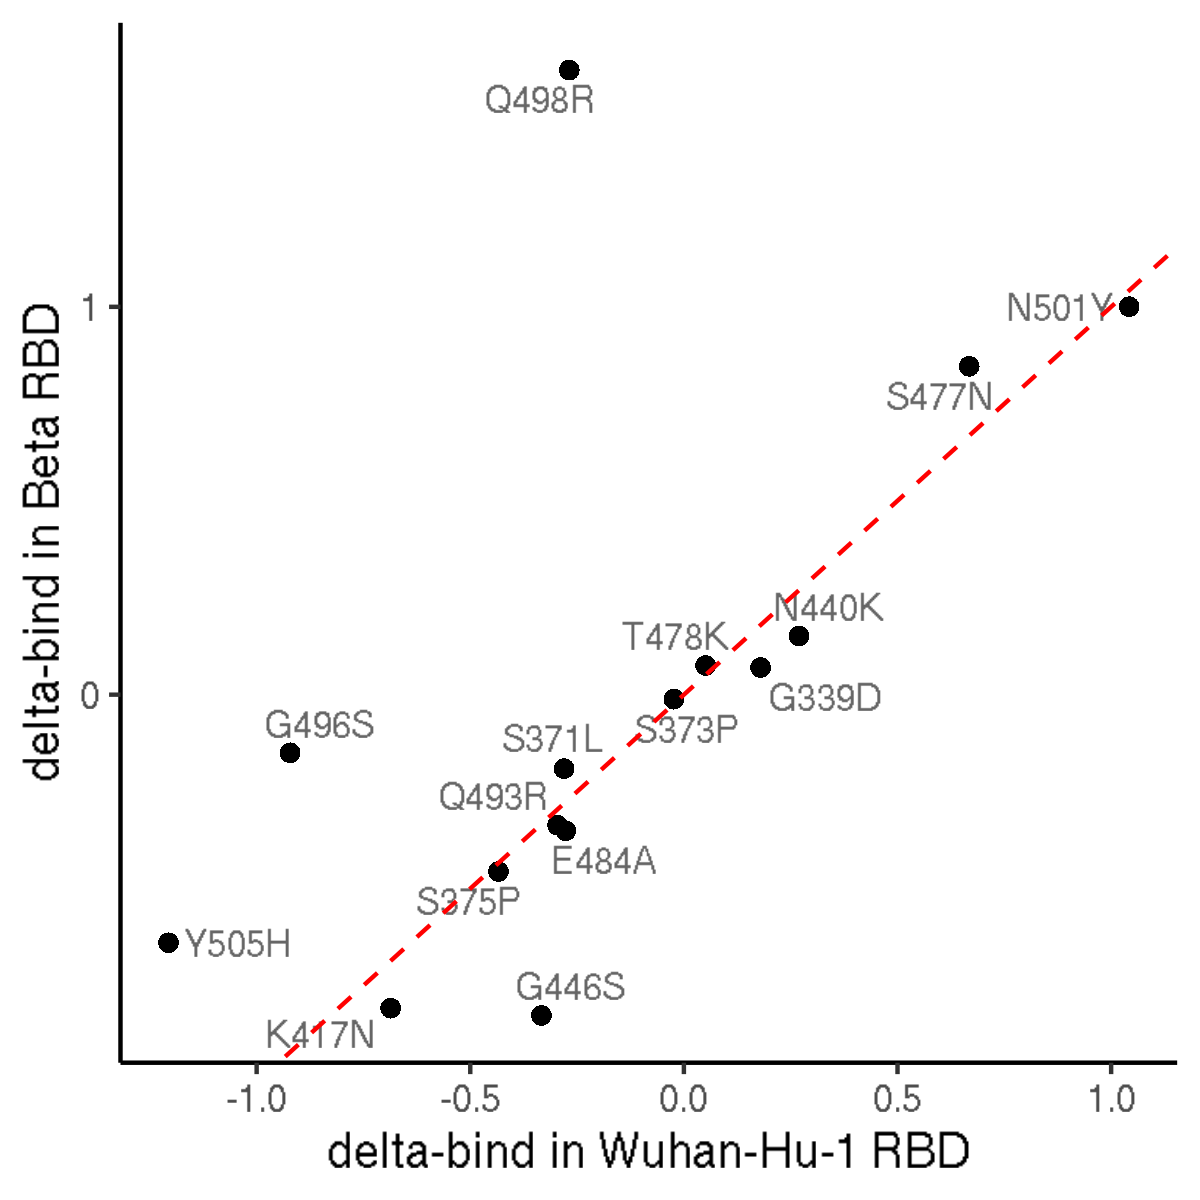 Q498R
1
N501Y
S477N
N440K
T478K
G339D
0
S373P
G496S
S371L
Q493R
E484A
S375P
Y505H
G446S
K417N
-1.0
-0.5
0.0
0.5
1.0
delta-bind in Wuhan-Hu-1 RBD
delta-bind in Beta RBD